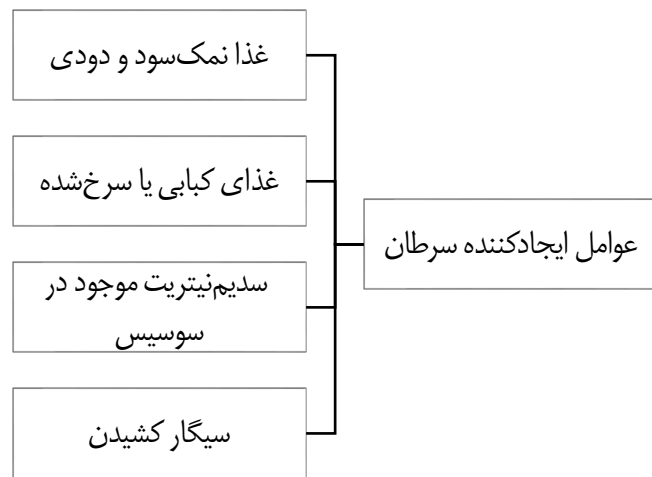 عوامل ایجادکننده سرطان
غذا نمک‌سود و دودی
غذای کبابی یا سرخ‌شده
سدیم‌نیتریت موجود در
سوسیس
سیگار کشیدن